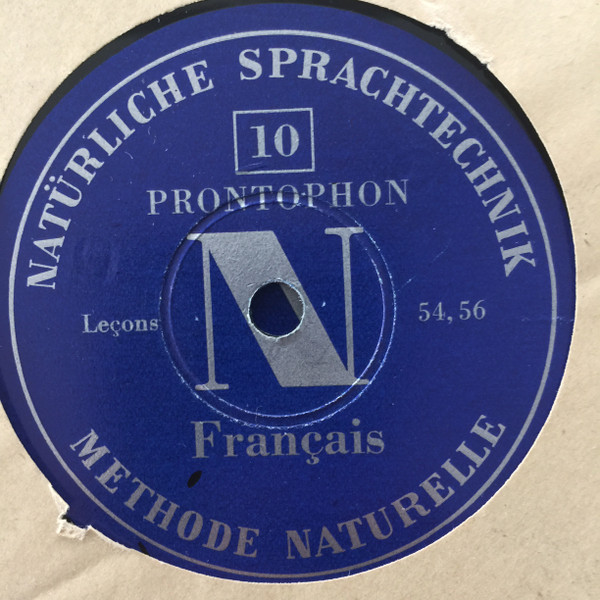 NATÜRLICHE SPRACHTECHNIK
10
PRONTOPHON
N
Leçons 54, 56
Français
METHODE NATURELLE